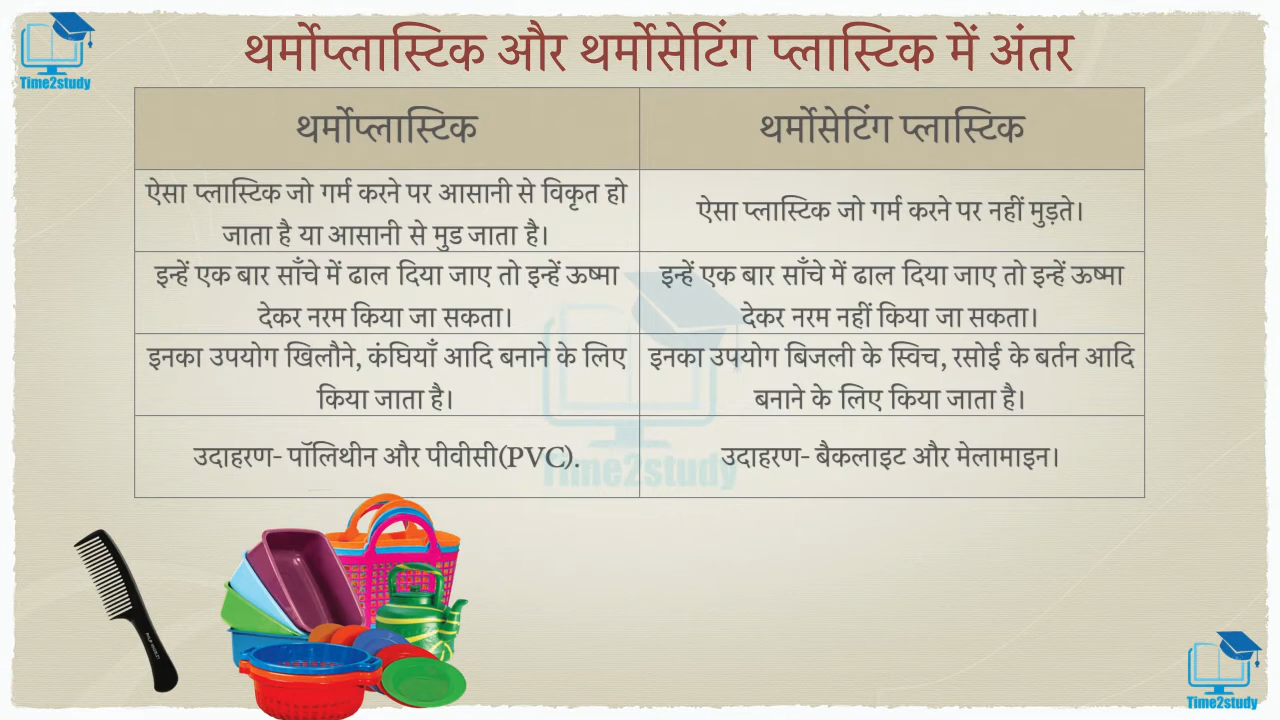 Time2study
थर्मोप्लास्टिक और थर्मोसेटिंग प्लास्टिक में अंतर
थर्मोप्लास्टिक
थर्मोसेटिंग प्लास्टिक
ऐसा प्लास्टिक जो गर्म करने पर आसानी से विकृत हो
जाता है या आसानी से मुड जाता है।
ऐसा प्लास्टिक जो गर्म करने पर नहीं मुड़ते।
इन्हें एक बार साँचे में ढाल दिया जाए तो इन्हें ऊष्मा
देकर नरम किया जा सकता।
इन्हें एक बार साँचे में ढाल दिया जाए तो इन्हें ऊष्मा
देकर नरम नहीं किया जा सकता।
इनका उपयोग खिलौने, कंघियाँ आदि बनाने के लिए
किया जाता है।
इनका उपयोग बिजली के स्विच, रसोई के बर्तन आदि
बनाने के लिए किया जाता है।
उदाहरण- पॉलिथीन और पीवीसी(PVC).
उदाहरण- बैकलाइट और मेलामाइन।
Time2study
Time2study